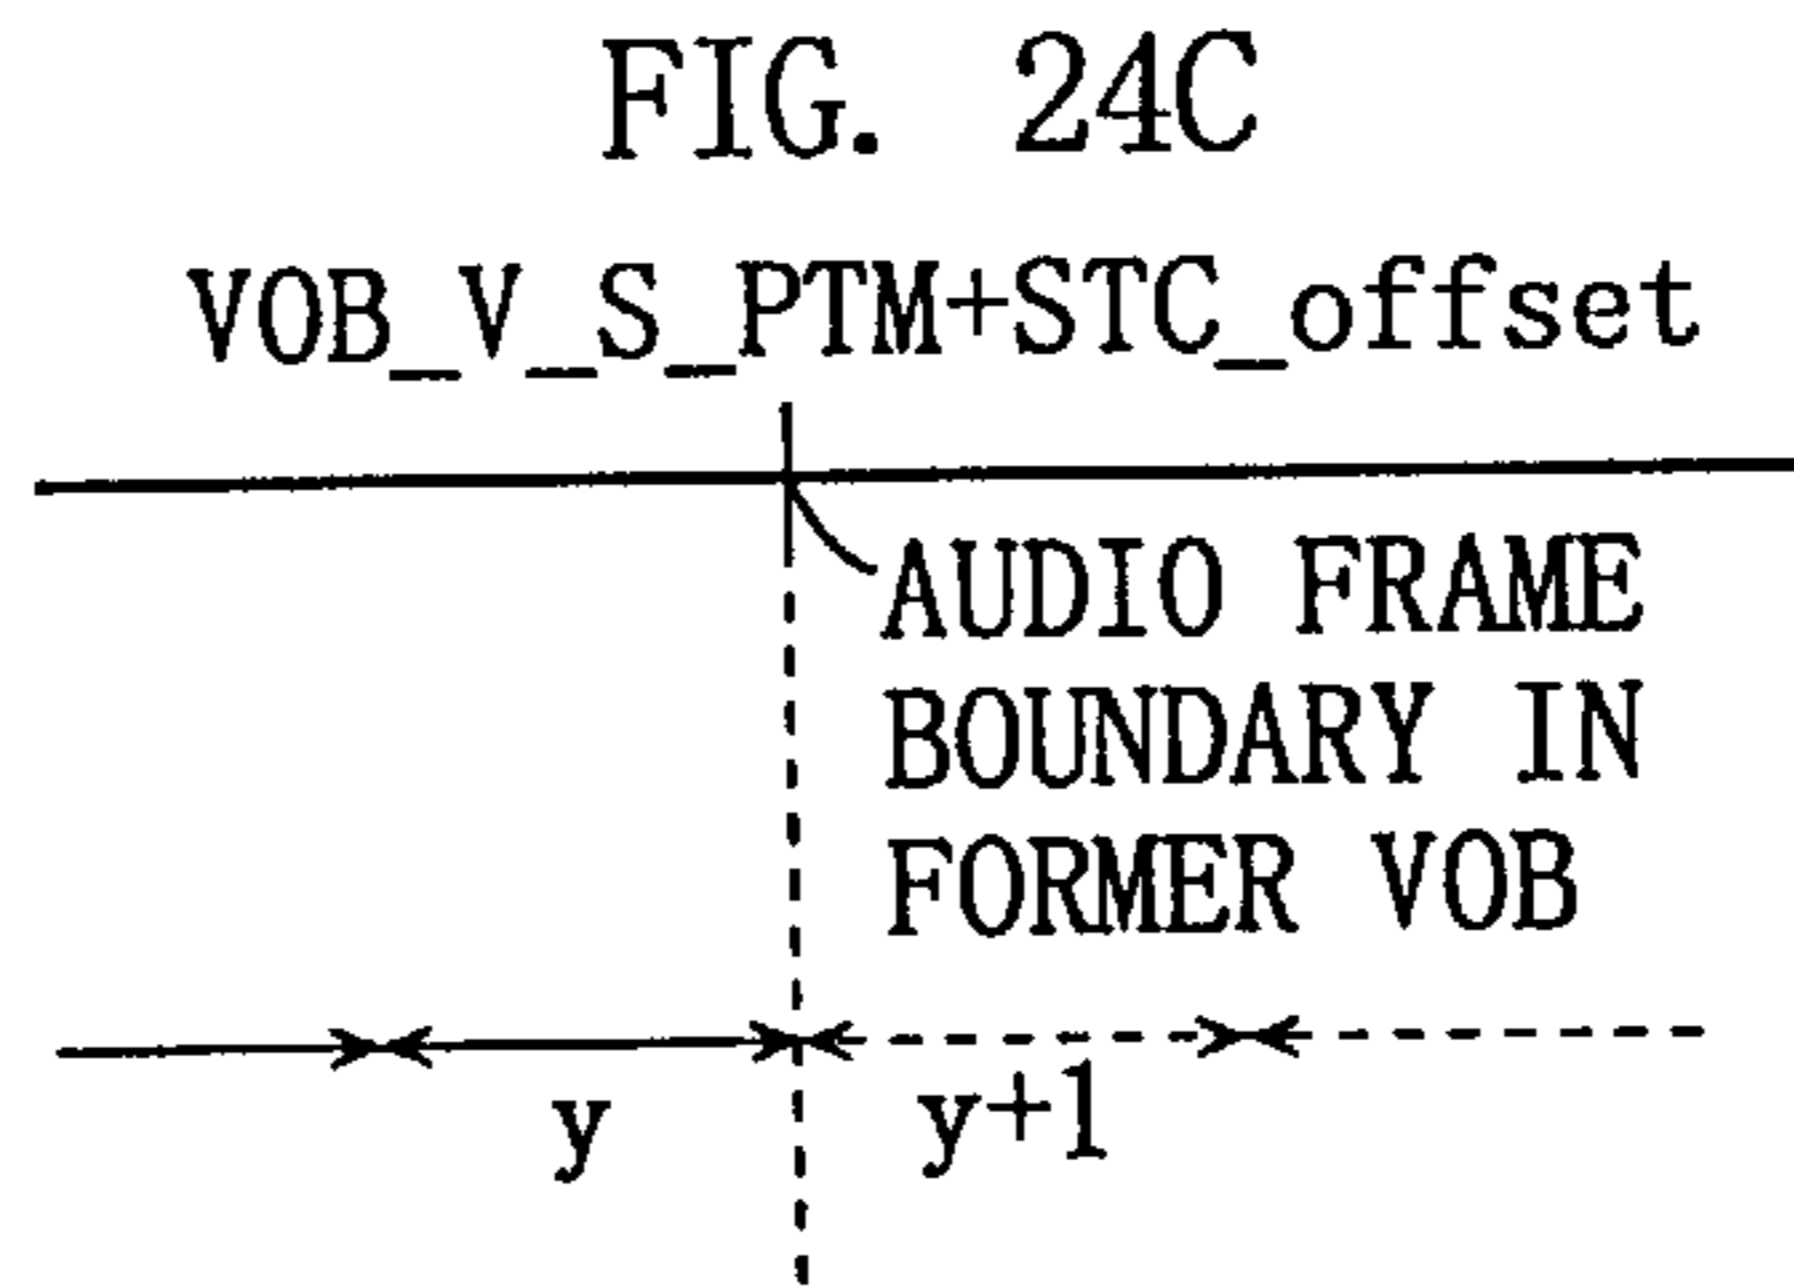 FIG. 24C
VOB_V_S_PTM+STC_offset
AUDIO FRAME
BOUNDARY IN
FORMER VOB
y y+1